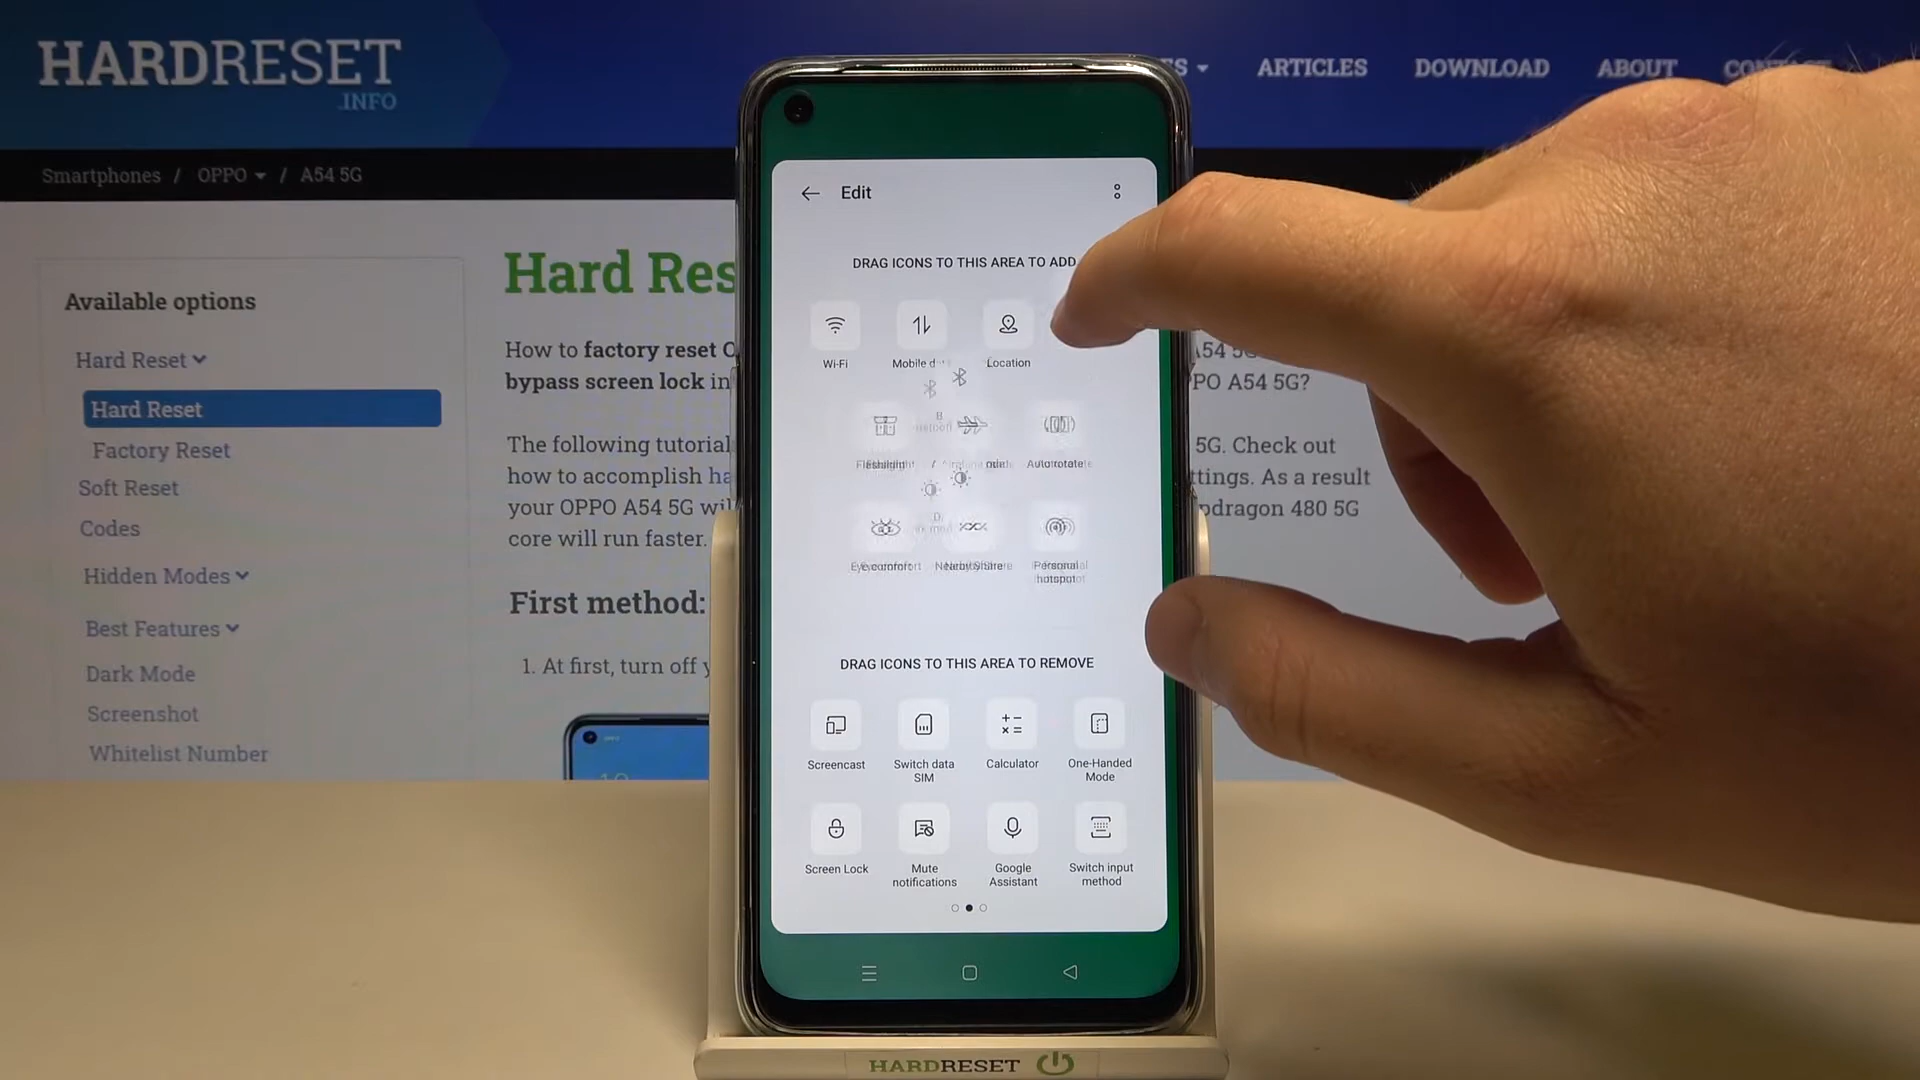 HARDRESET
.INFO
ARTICLES
DOWNLOAD
ABOUT
Smartphones / OPPO / A54 5G
Available options
Hard Reset
Hard Reset
Factory Reset
Soft Reset
Codes
Hidden Modes
Best Features
Dark Mode
Screenshot
Whitelist Number
Hard Res
How to factory reset
bypass screen lock in
A54 5G?
The following tutorial
5G. Check out
how to accomplish
ttings. As a result
your OPPO A54 5G
pdragon 480 5G
core will run faster.
First method:
1. At first, turn off
Edit
DRAG ICONS TO THIS AREA TO ADD
Wi-Fi
Mobile
Location
Personal
hotspot
DRAG ICONS TO THIS AREA TO REMOVE
Screencast
Switch data
SIM
Calculator
One-Handed
Mode
Screen Lock
Mute
notifications
Google
Assistant
Switch input
method
HARDRESET